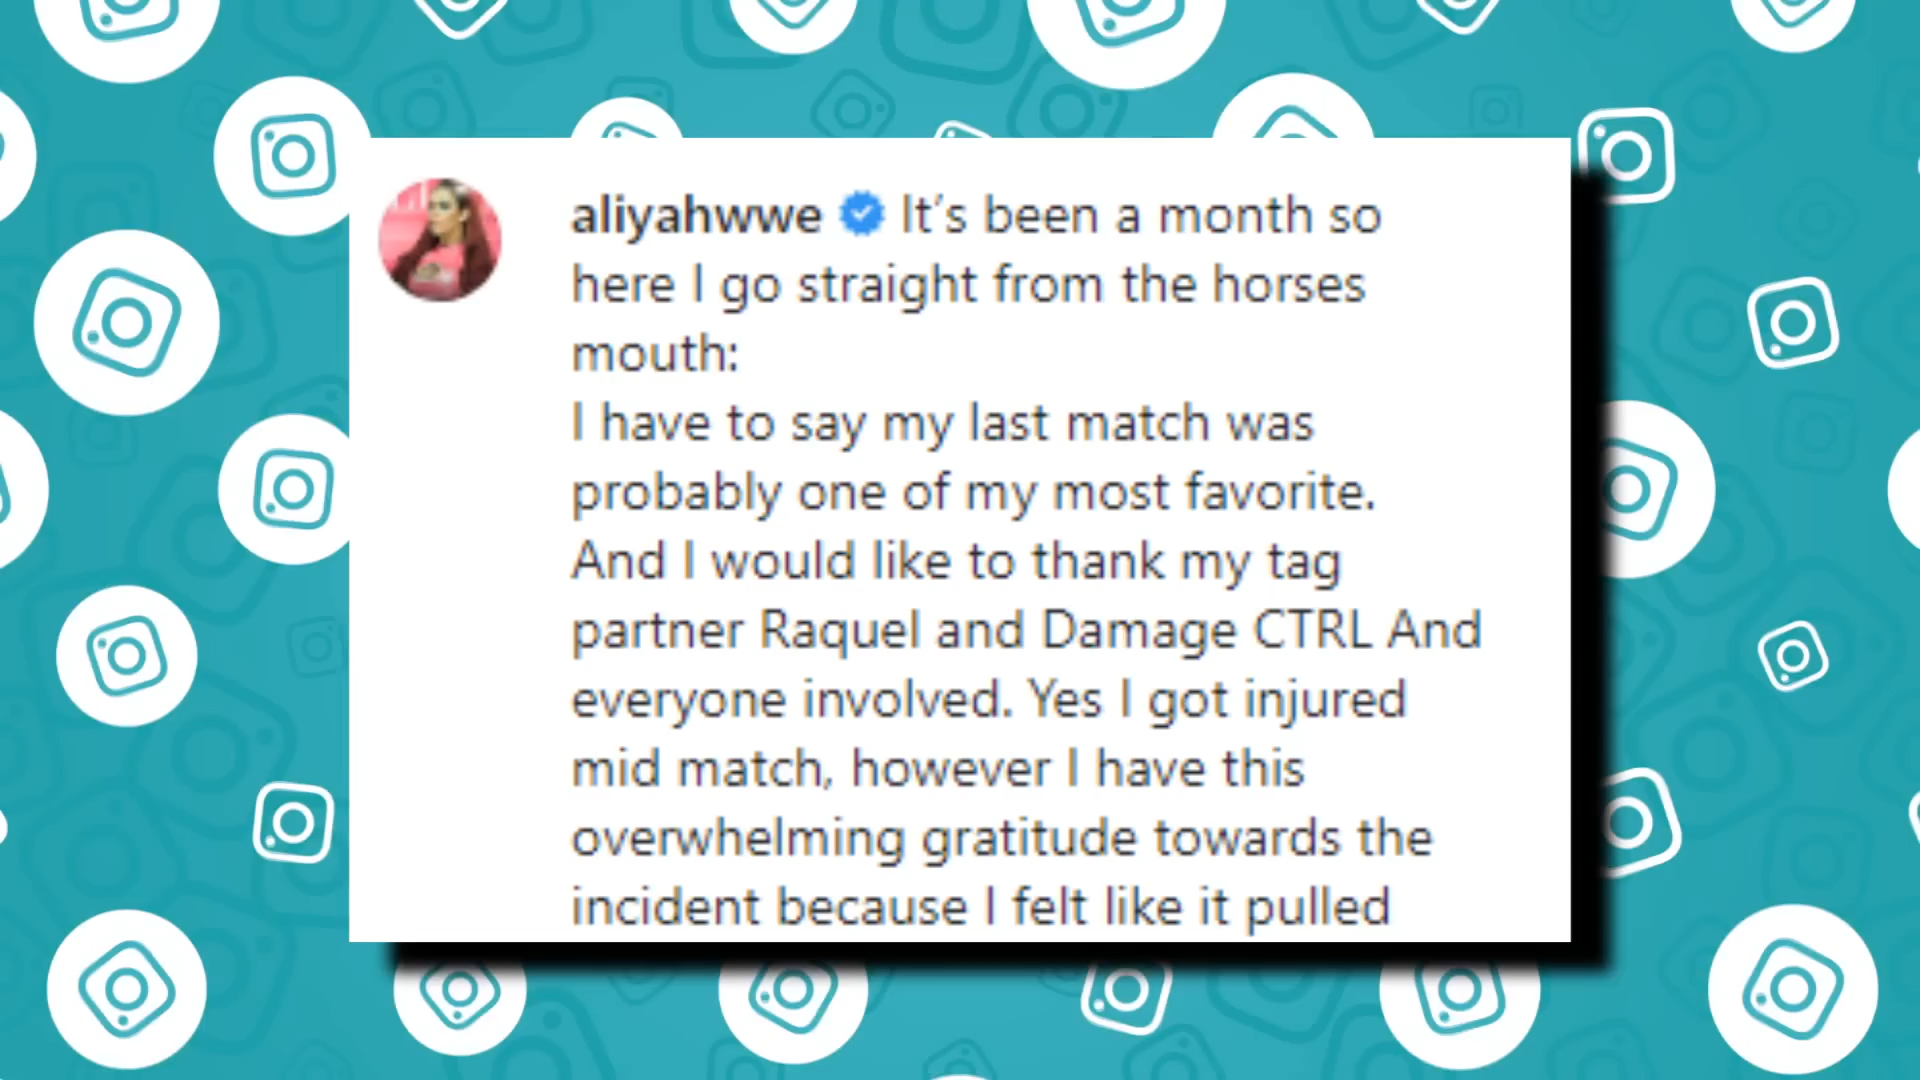 aliyahwwe It's been a month so
here I go straight from the horses
mouth:
I have to say my last match was
probably one of my most favorite.
And I would like to thank my tag
partner Raquel and Damage CTRL And
everyone involved. Yes I got injured
mid match, however I have this
overwhelming gratitude towards the
incident because I felt like it pulled